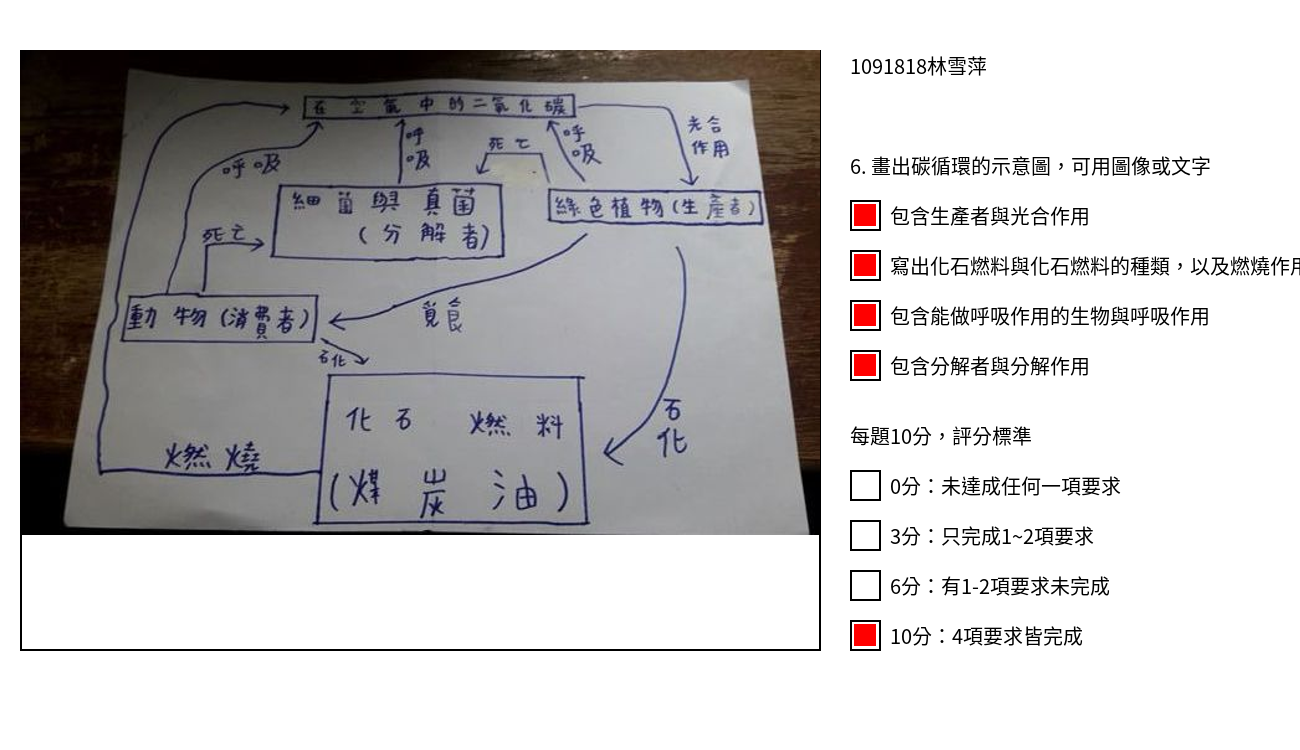 在空氣中的二氧化碳
呼吸
呼
吸
死亡
呼
吸
光合
作用
細菌與真菌
(分解者)
綠色植物(生產者)
死亡
動物(消費者)
覓食
石化
化石 燃料
(煤炭油)
石
化
燃燒
1091818林雪萍
6. 畫出碳循環的示意圖，可用圖像或文字
包含生產者與光合作用
寫出化石燃料與化石燃料的種類，以及燃燒作用
包含能做呼吸作用的生物與呼吸作用
包含分解者與分解作用
每題10分，評分標準
0分：未達成任何一項要求
3分：只完成1~2項要求
6分：有1-2項要求未完成
10分：4項要求皆完成